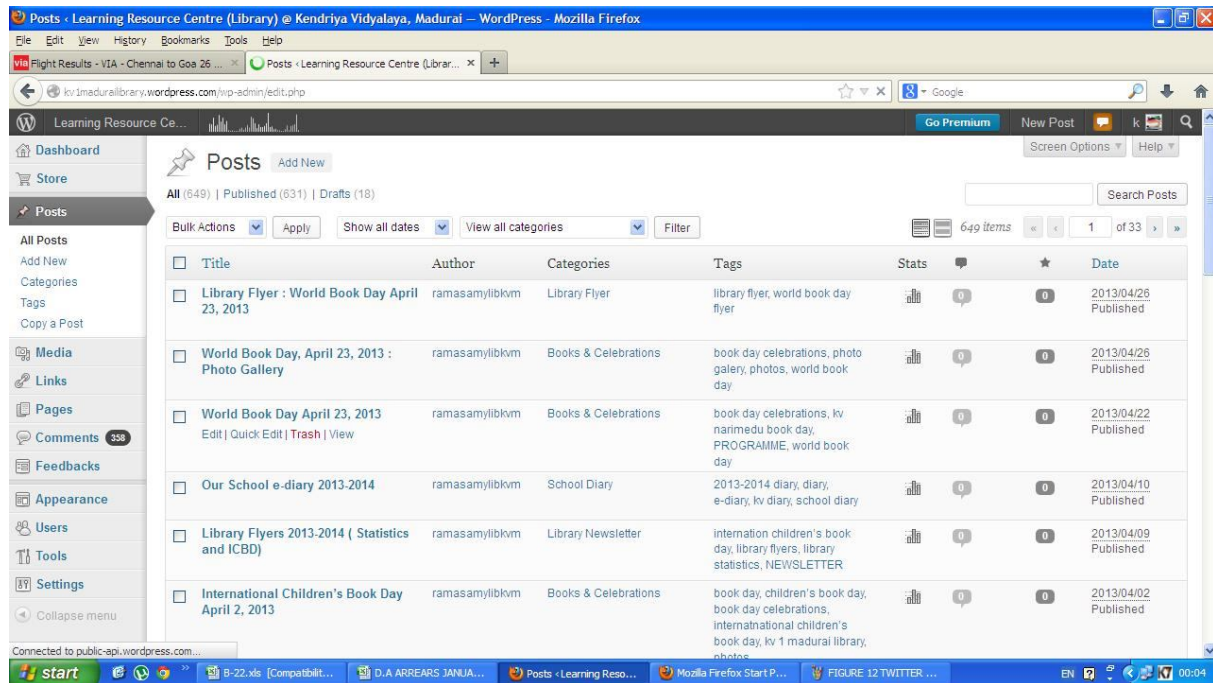 Posts ‹ Learning Resource Centre (Library) @ Kendriya Vidyalaya, Madurai — WordPress - Mozilla Firefox
File Edit View History Bookmarks Tools Help
via Flight Results - VIA - Chennai to Goa 26 ... × Posts ‹ Learning Resource Centre (Librar... × +
kv1maduralibrary.wordpress.com/wp-admin/edit.php Google
Learning Resource Ce... Go Premium New Post k
Dashboard
Store
Posts
All Posts
Add New
Categories
Tags
Copy a Post
Media
Links
Pages
Comments 358
Feedbacks
Appearance
Users
Tools
Settings
Collapse menu
Screen Options Help
Posts Add New
All (649) | Published (631) | Drafts (18)
Search Posts
Bulk Actions Apply Show all dates View all categories Filter 649 items « ‹ 1 of 33 › »
Title Author Categories Tags Stats Date
Library Flyer : World Book Day April 23, 2013 ramasamylibkvm Library Flyer library flyer, world book day flyer 0 0 2013/04/26 Published
World Book Day, April 23, 2013 : Photo Gallery ramasamylibkvm Books & Celebrations book day celebrations, photo galery, photos, world book day 0 0 2013/04/26 Published
World Book Day April 23, 2013 ramasamylibkvm Books & Celebrations book day celebrations, kv narimedu book day, PROGRAMME, world book day 0 0 2013/04/22 Published
Edit | Quick Edit | Trash | View
Our School e-diary 2013-2014 ramasamylibkvm School Diary 2013-2014 diary, diary, e-diary, kv diary, school diary 0 0 2013/04/10 Published
Library Flyers 2013-2014 ( Statistics and ICBD) ramasamylibkvm Library Newsletter internation children's book day, library flyers, library statistics, NEWSLETTER 0 0 2013/04/09 Published
International Children's Book Day April 2, 2013 ramasamylibkvm Books & Celebrations book day, children's book day, book day celebrations, internatnational children's book day, kv 1 madurai library, photos 0 0 2013/04/02 Published
Connected to public-api.wordpress.com...
start B-22.xls [Compatibilit... D.A ARREARS JANUA... Posts ‹ Learning Reso... Mozilla Firefox Start P... FIGURE 12 TWITTER ... EN 00:04